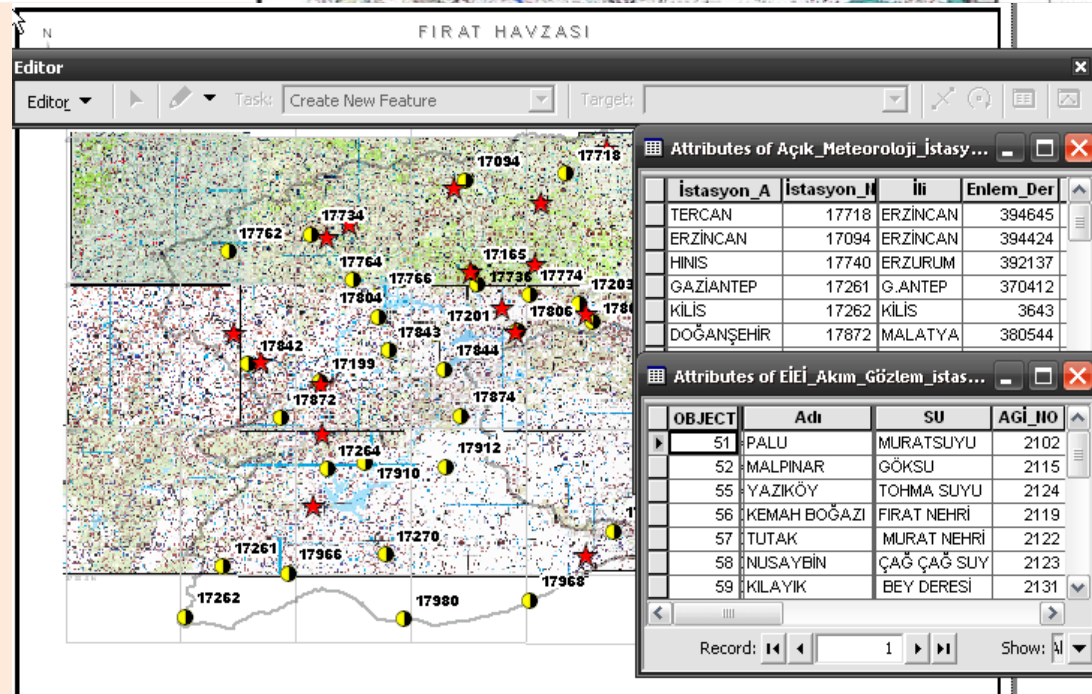 N
FIRAT HAVZASI
Editor
Editor Task: Create New Feature Target:
17094
17718
17734
17762
17165
17764
17766
17736
17774
17203
17804
17201
17806
17843
17842
17844
17199
17872
17874
17264
17912
17910
17270
17261
17966
17968
17262
17980
Attributes of Açık_Meteoroloji_İstasy...
İstasyon_A İstasyon_N İli Enlem_Der
TERCAN 17718 ERZİNCAN 394645
ERZİNCAN 17094 ERZİNCAN 394424
HINIS 17740 ERZURUM 392137
GAZİANTEP 17261 G.ANTEP 370412
KİLİS 17262 KİLİS 3643
DOĞANŞEHİR 17872 MALATYA 380544
Attributes of EİEİ_Akım_Gözlem_istas...
OBJECT Adı SU AGİ_NO
51 PALU MURATSUYU 2102
52 MALPINAR GÖKSU 2115
55 YAZIKÖY TOHMA SUYU 2124
56 KEMAH BOĞAZI FIRAT NEHRİ 2119
57 TUTAK MURAT NEHRİ 2122
58 NUSAYBİN ÇAĞ ÇAĞ SUY 2123
59 KILAYIK BEY DERESİ 2131
Record: 1 Show: